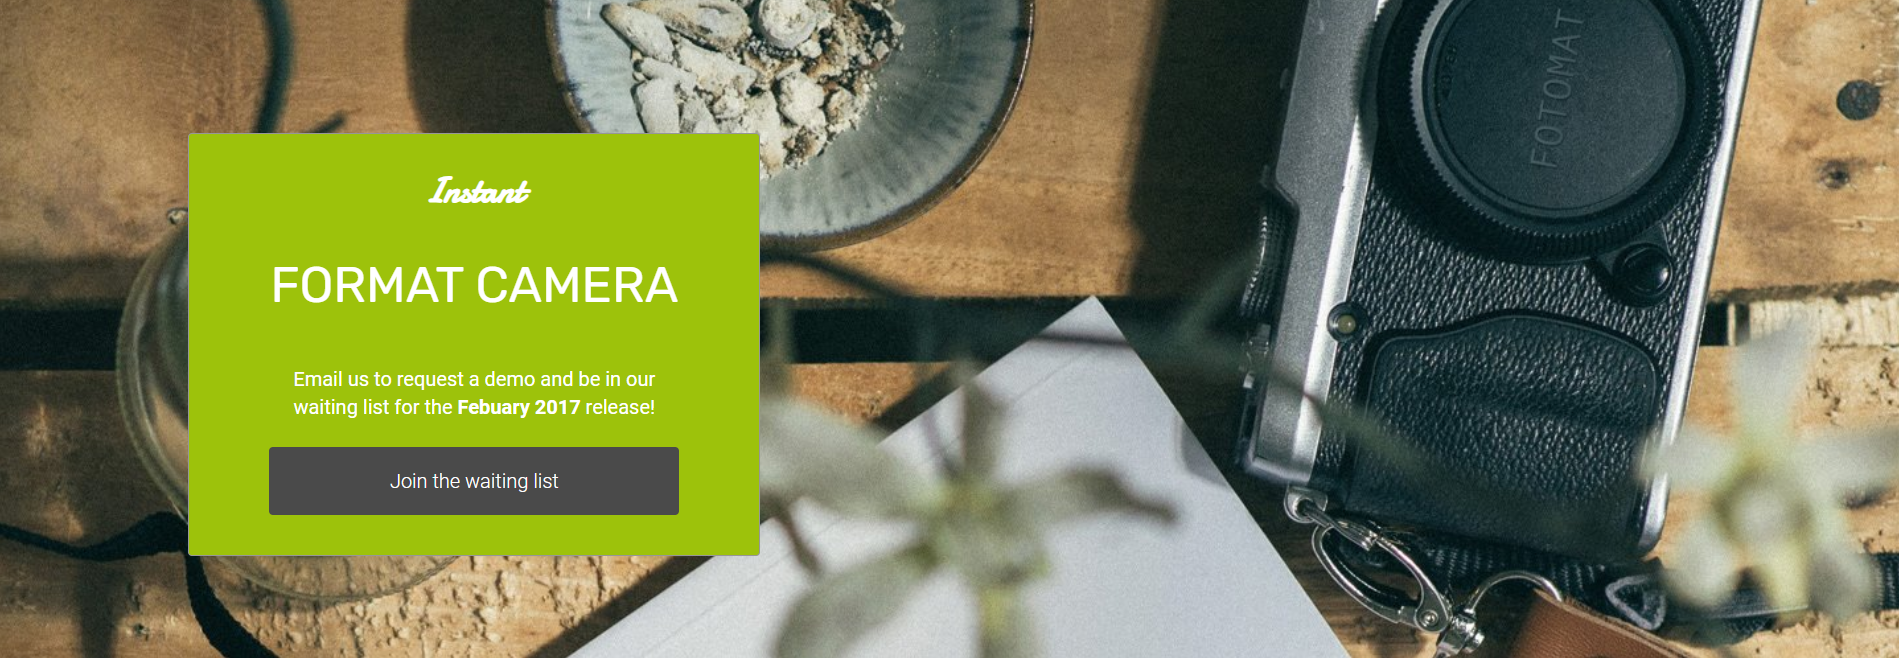 Instant
FORMAT CAMERA
Email us to request a demo and be in our
waiting list for the Febuary 2017 release!
Join the waiting list
FOTOMAT